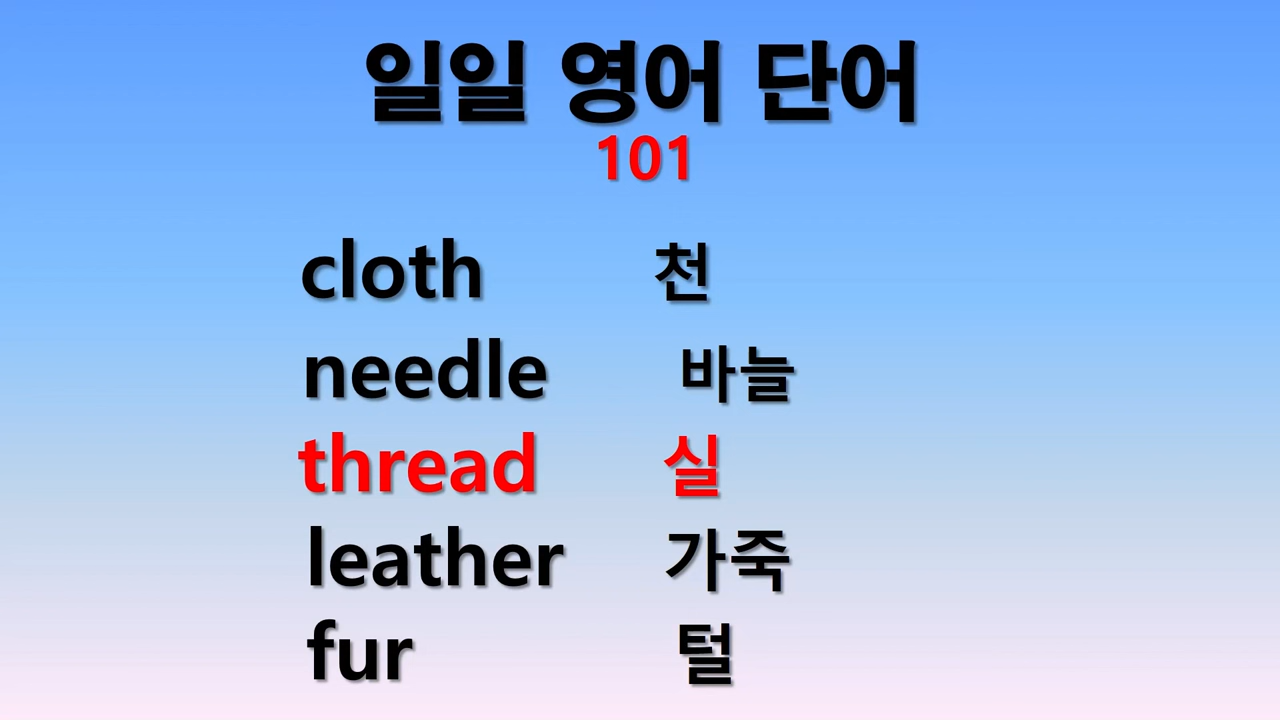 일일 영어 단어
101
cloth 천
needle 바늘
thread 실
leather 가죽
fur 털